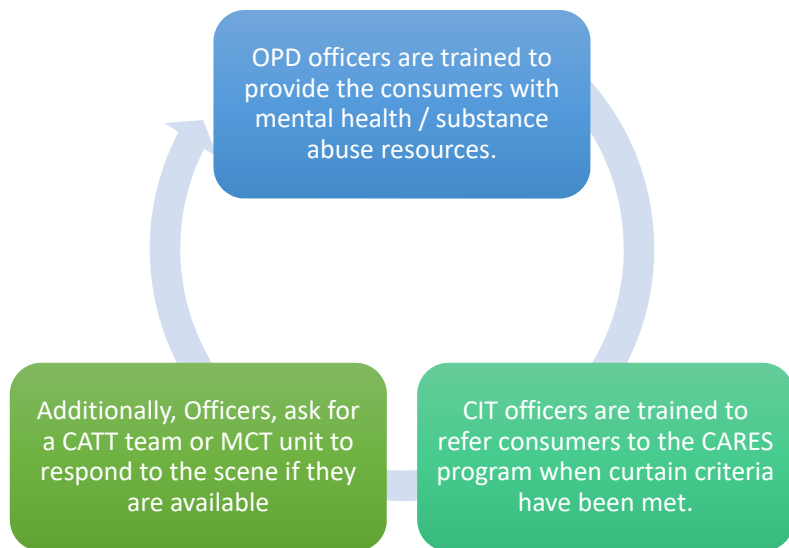 OPD officers are trained to
provide the consumers with
mental health / substance
abuse resources.
CIT officers are trained to
refer consumers to the CARES
program when curtain criteria
have been met.
Additionally, Officers, ask for
a CATT team or MCT unit to
respond to the scene if they
are available